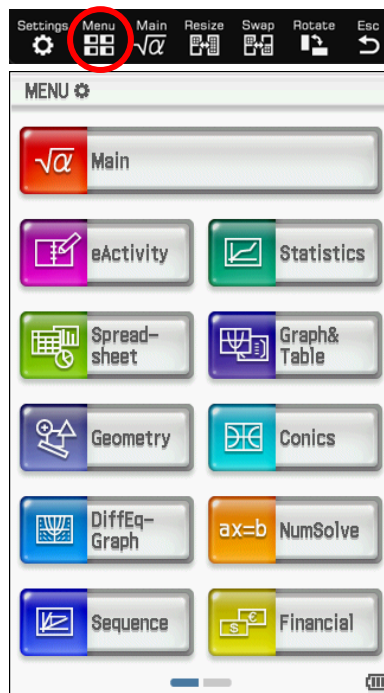 Settings Menu Main Resize Swap Rotate Esc
√α
MENU
√α Main
eActivity Statistics
Spread- Graph&
sheet Table
Geometry Conics
DiffEq- ax=b NumSolve
Graph
Sequence $ € Financial